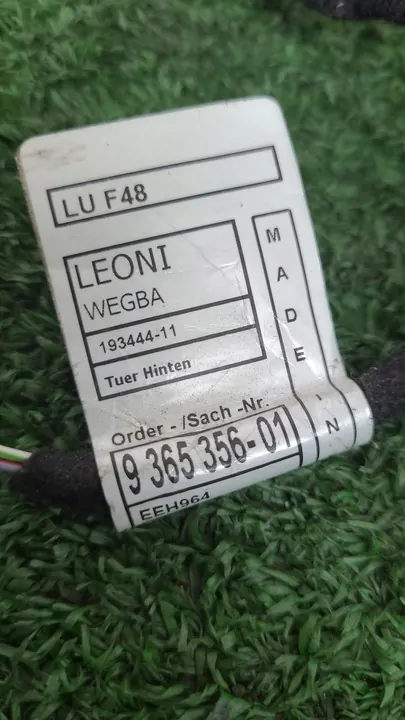 LU F48
LEONI
WEGBA
193444-11
Tuer Hinten
MADE IN
Order - /Sach -Nr.
9 365 356-01
EEH964